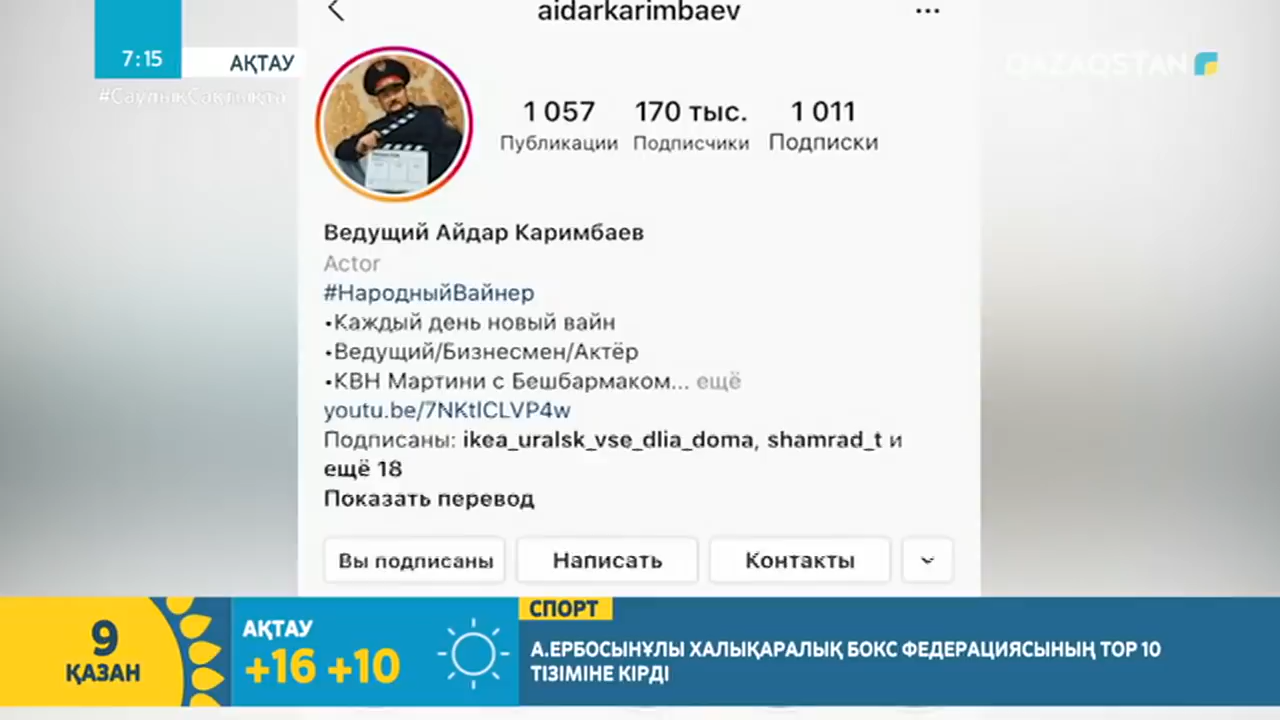 7:15
АҚТАУ
#СаулықСақтықта
QAZAQSTAN
aidarkarimbaev
1 057 170 тыс. 1 011
Публикации Подписчики Подписки
Ведущий Айдар Каримбаев
Actor
#НародныйВайнер
•Каждый день новый вайн
•Ведущий/Бизнесмен/Актёр
•КВН Мартини с Бешбармаком... ещё
youtu.be/7NKtlCLVP4w
Подписаны: ikea_uralsk_vse_dlia_doma, shamrad_t и
ещё 18
Показать перевод
Вы подписаны Написать Контакты
9
ҚАЗАН
АҚТАУ
+16 +10
СПОРТ
А.ЕРБОСЫНҰЛЫ ХАЛЫҚАРАЛЫҚ БОКС ФЕДЕРАЦИЯСЫНЫҢ TOP 10
ТІЗІМІНЕ КІРДІ